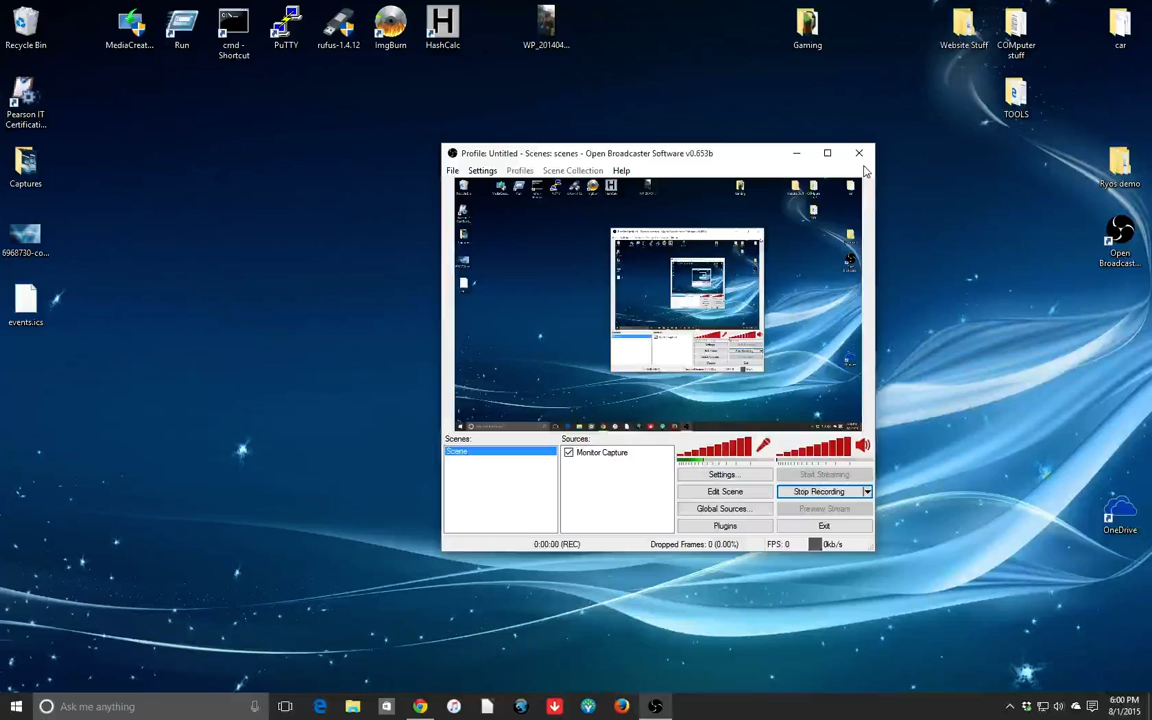 Recycle Bin
MediaCreat...
Run
cmd - Shortcut
PuTTY
rufus-1.4.12
ImgBurn
HashCalc
WP_201404...
Gaming
Website Stuff
COMputer stuff
car
Pearson IT Certificati...
TOOLS
Captures
Ryos demo
6968730-co...
Open Broadcast...
events.ics
OneDrive
Profile: Untitled - Scenes: scenes - Open Broadcaster Software v0.653b
File Settings Profiles Scene Collection Help
Scenes:
Sources:
Scene
Monitor Capture
Settings...
Start Streaming
Edit Scene
Stop Recording
Global Sources...
Preview Stream
Plugins
Exit
0:00:00 (REC)
Dropped Frames: 0 (0.00%)
FPS: 0
0kb/s
Ask me anything
6:00 PM
8/1/2015